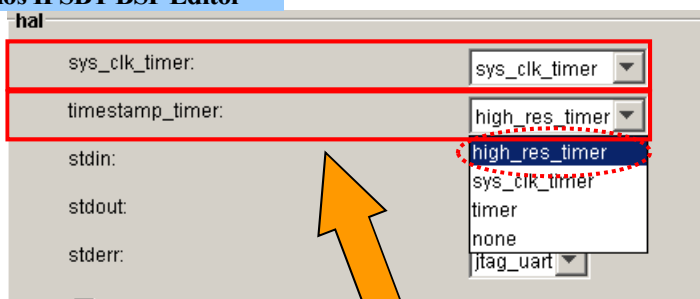 hal
sys_clk_timer: sys_clk_timer
timestamp_timer: high_res_timer
stdin: high_res_timer
sys_clk_timer
stdout: timer
none
stderr: jtag_uart